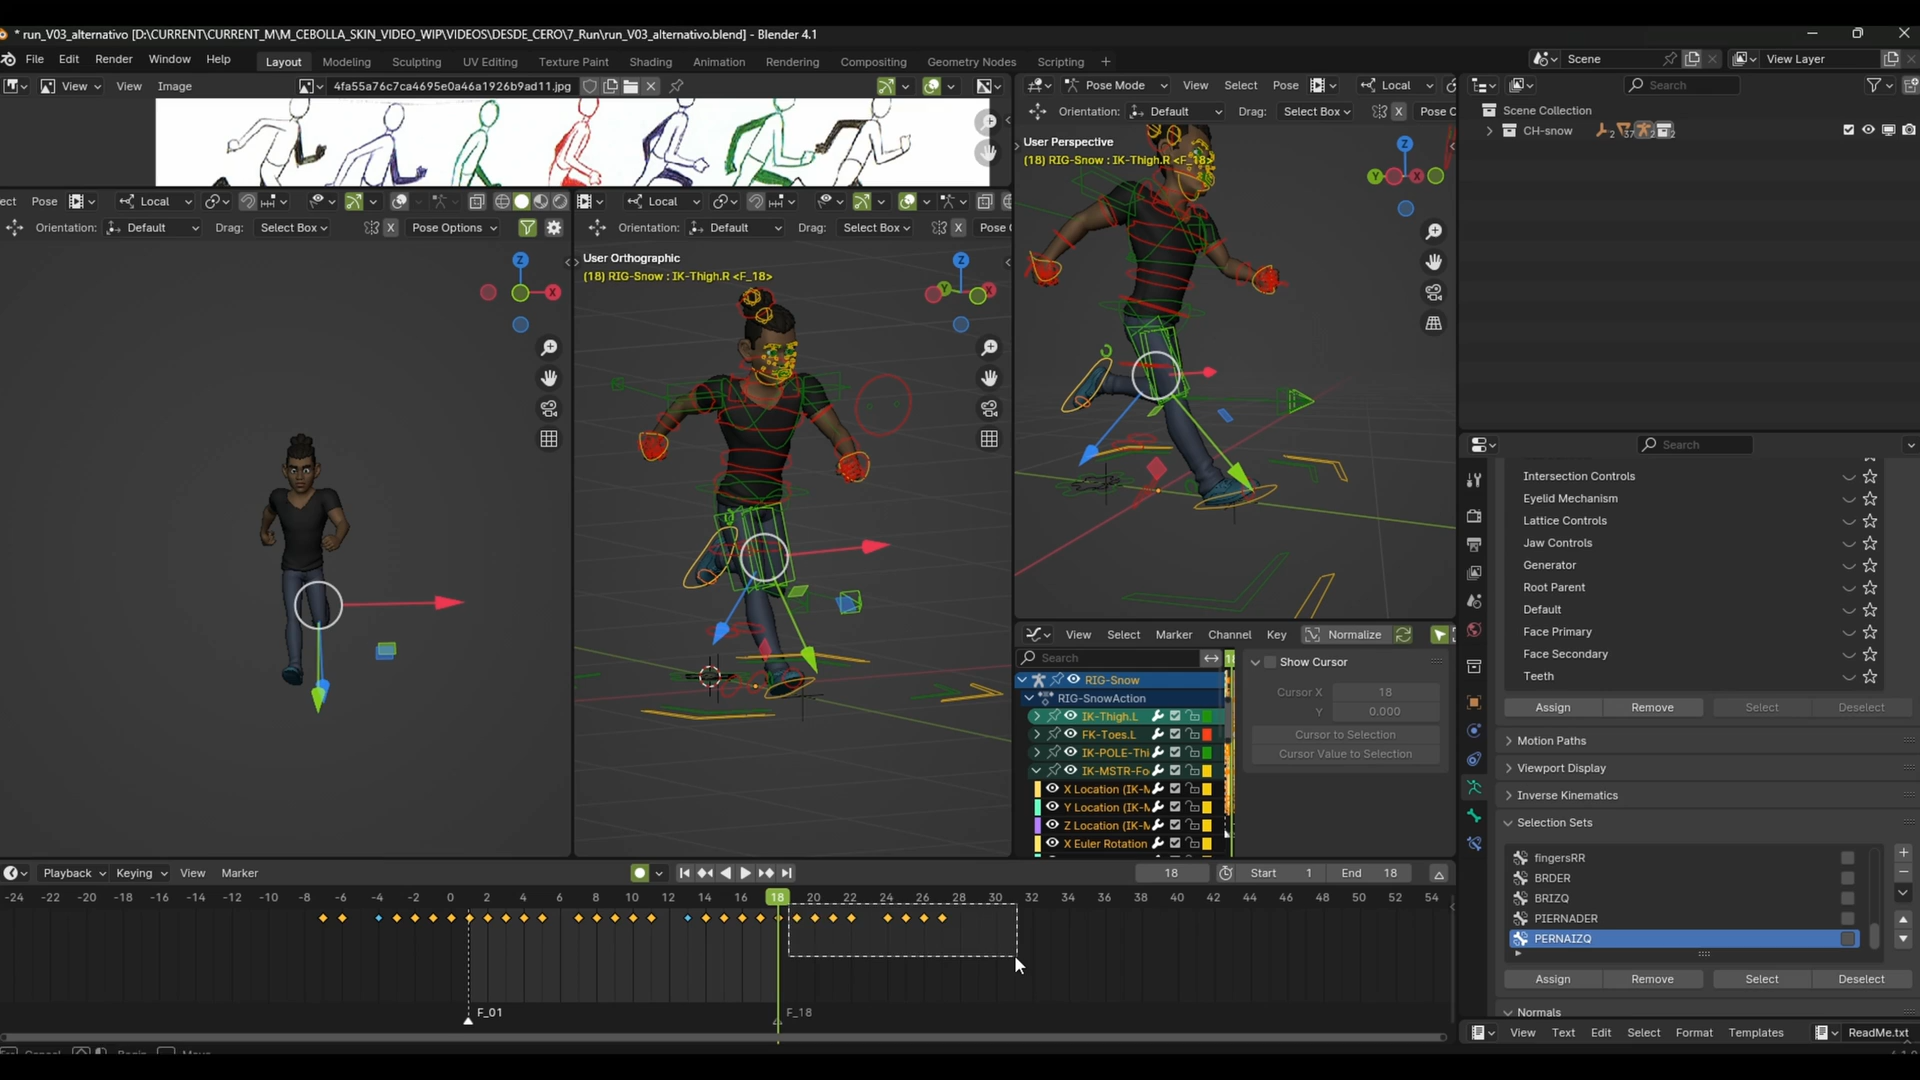 * run_V03_alternativo [D:\CURRENT\CURRENT_M\M_CEBOLLA_SKIN_VIDEO_WIP\VIDEOS\DESDE_CERO\7_Run\run_V03_alternativo.blend] - Blender 4.1
File Edit Render Window Help Layout Modeling Sculpting UV Editing Texture Paint Shading Animation Rendering Compositing Geometry Nodes Scripting + Scene View Layer
View View Image 4fa55a76c7ca4695e0a46a1926b9ad11.jpg
Pose Mode View Select Pose Local
Orientation: Default Drag: Select Box X Pose O
Search
Scene Collection
CH-snow 2 37 2 2
User Perspective
(18) RIG-Snow : IK-Thigh.R <F_18>
ect Pose Local
Orientation: Default Drag: Select Box X Pose Options
Local
Orientation: Default Drag: Select Box X Pose
User Orthographic
(18) RIG-Snow : IK-Thigh.R <F_18>
Z X
Z Y X
Z Y X
Search
Intersection Controls
Eyelid Mechanism
Lattice Controls
Jaw Controls
Generator
Root Parent
Default
Face Primary
Face Secondary
Teeth
Assign Remove Select Deselect
Motion Paths
Viewport Display
Inverse Kinematics
Selection Sets
fingersRR
BRDER
BRIZQ
PIERNADER
PERNAIZQ
Assign Remove Select Deselect
Normals
View Select Marker Channel Key Normalize
Search 18
RIG-Snow
RIG-SnowAction
IK-Thigh.L
FK-Toes.L
IK-POLE-Thi
IK-MSTR-Fo
X Location (IK-M
Y Location (IK-M
Z Location (IK-M
X Euler Rotation
Show Cursor
Cursor X 18
Y 0.000
Cursor to Selection
Cursor Value to Selection
Playback Keying View Marker 18 Start 1 End 18
-24 -22 -20 -18 -16 -14 -12 -10 -8 -6 -4 -2 0 2 4 6 8 10 12 14 16 18 20 22 24 26 28 30 32 34 36 38 40 42 44 46 48 50 52 54
F_01 F_18
View Text Edit Select Format Templates ReadMe.txt